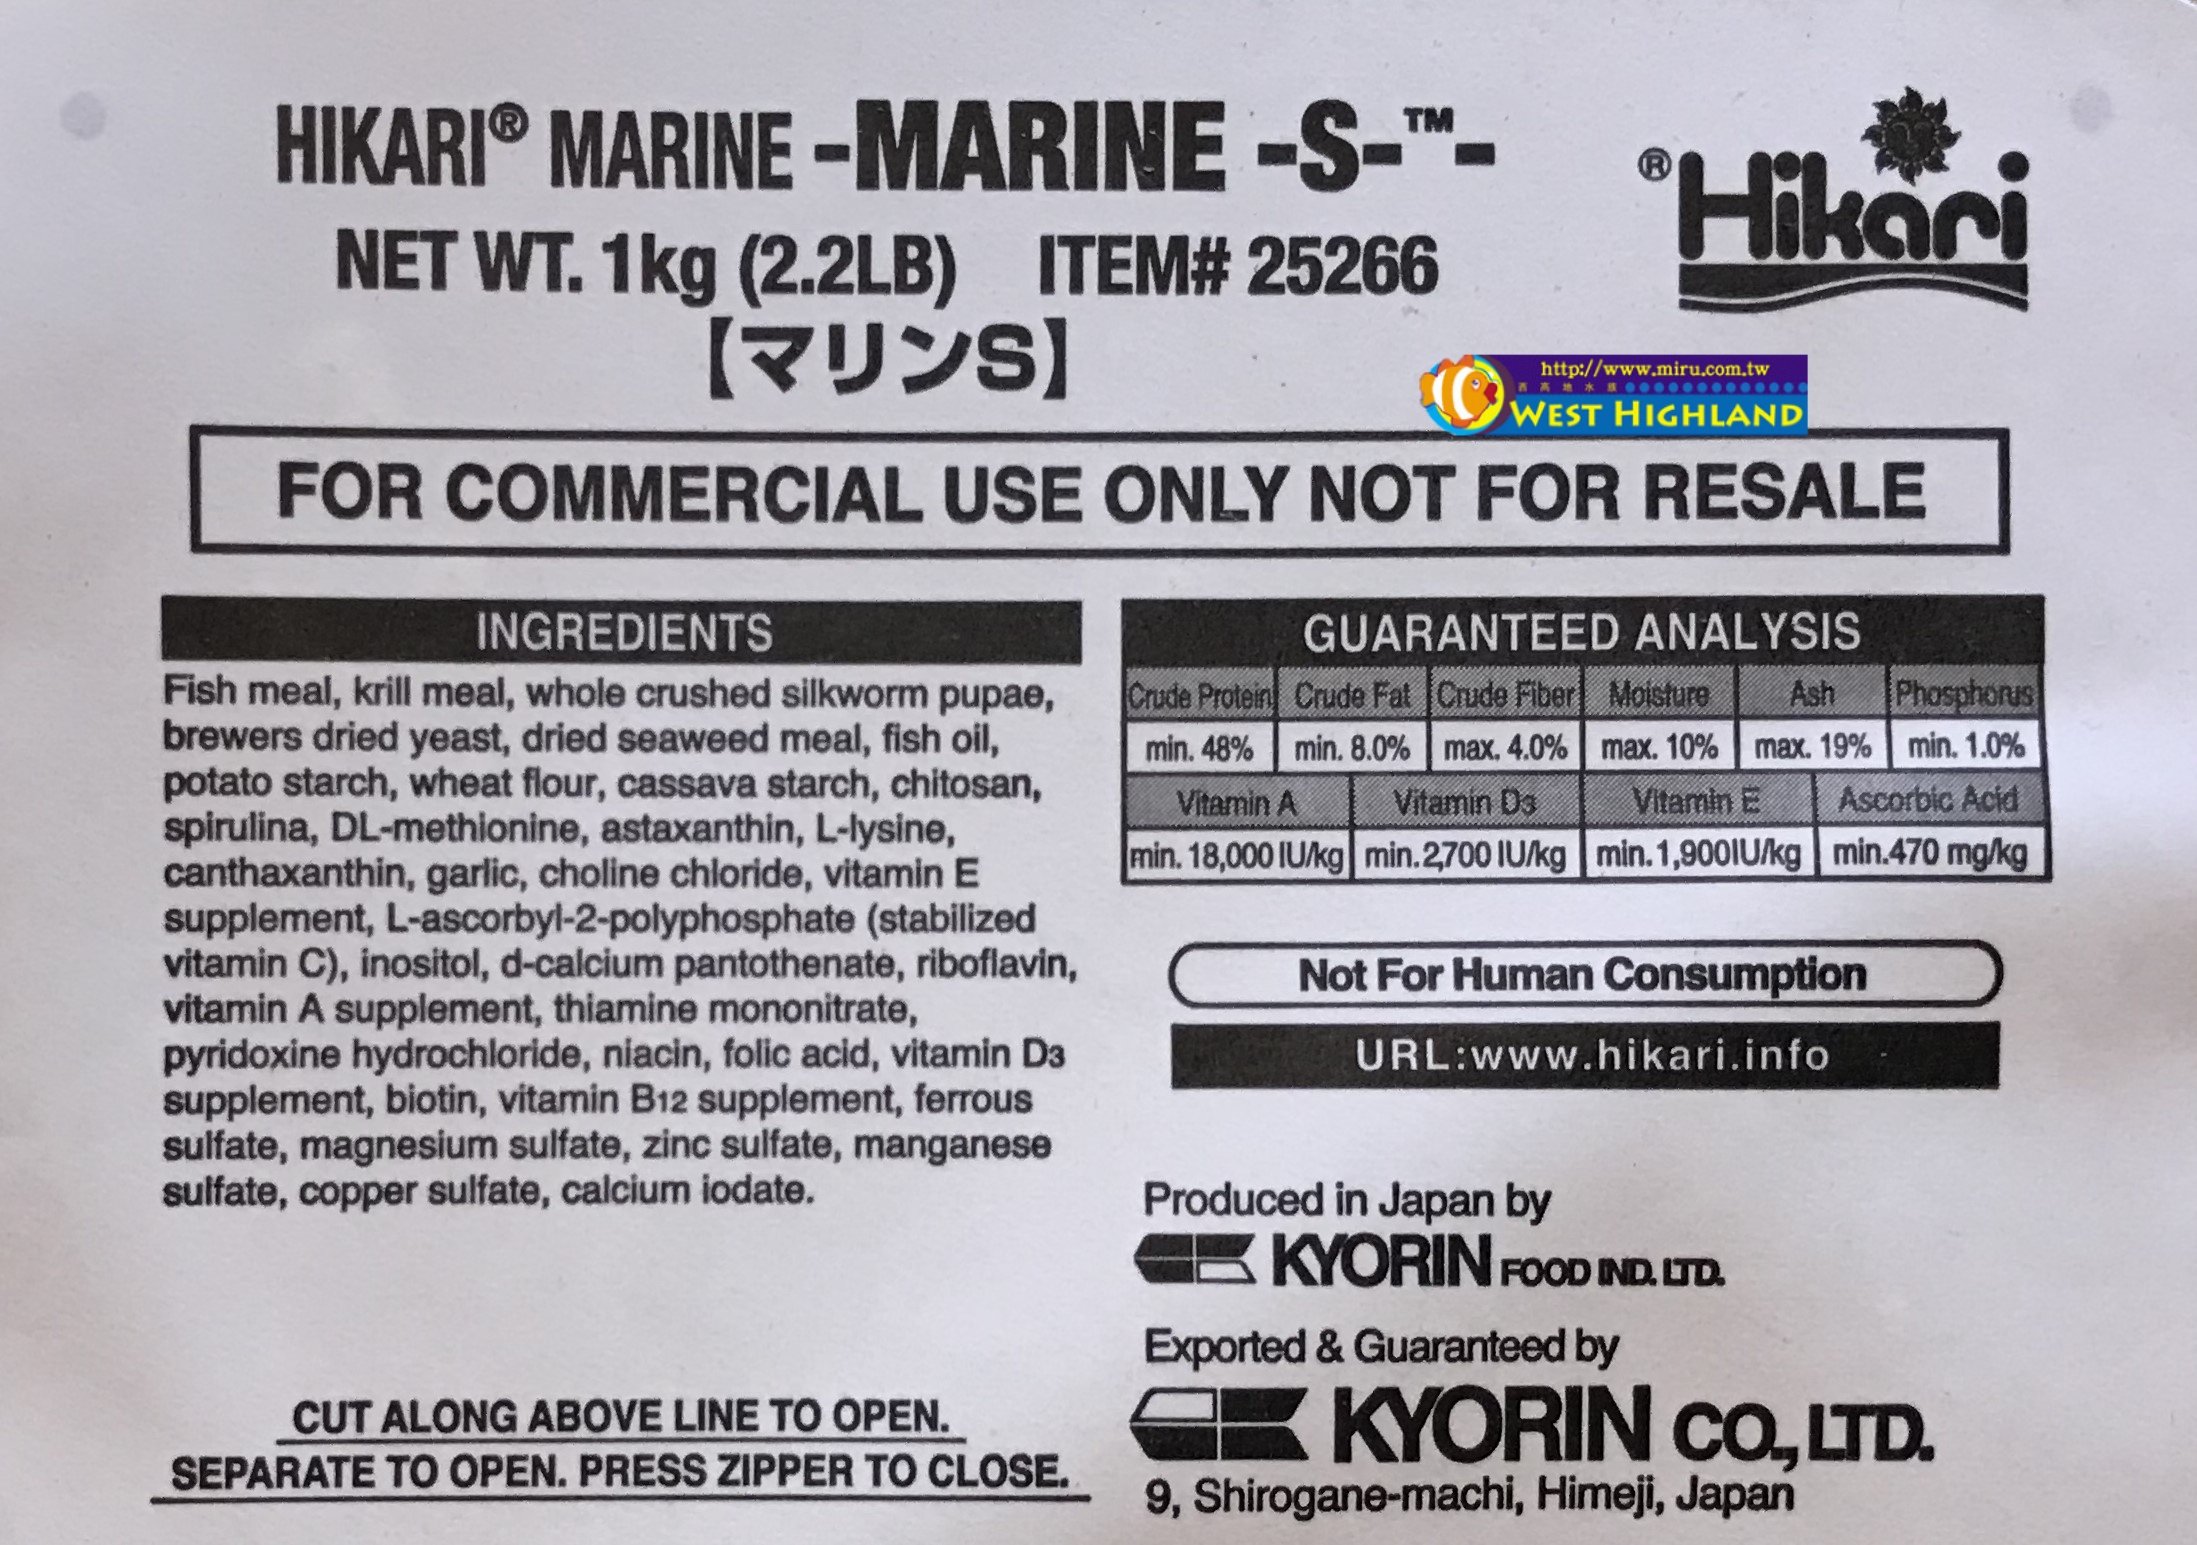 HIKARI® MARINE -MARINE -S-™-
® Hikari
NET WT. 1kg (2.2LB) ITEM# 25266
【マリンS】
http://www.miru.com.tw
西高地水族
WEST HIGHLAND
FOR COMMERCIAL USE ONLY NOT FOR RESALE
INGREDIENTS
Fish meal, krill meal, whole crushed silkworm pupae,
brewers dried yeast, dried seaweed meal, fish oil,
potato starch, wheat flour, cassava starch, chitosan,
spirulina, DL-methionine, astaxanthin, L-lysine,
canthaxanthin, garlic, choline chloride, vitamin E
supplement, L-ascorbyl-2-polyphosphate (stabilized
vitamin C), inositol, d-calcium pantothenate, riboflavin,
vitamin A supplement, thiamine mononitrate,
pyridoxine hydrochloride, niacin, folic acid, vitamin D3
supplement, biotin, vitamin B12 supplement, ferrous
sulfate, magnesium sulfate, zinc sulfate, manganese
sulfate, copper sulfate, calcium iodate.
CUT ALONG ABOVE LINE TO OPEN.
SEPARATE TO OPEN. PRESS ZIPPER TO CLOSE.
GUARANTEED ANALYSIS
Crude Protein Crude Fat Crude Fiber Moisture Ash Phosphorus
min. 48% min. 8.0% max. 4.0% max. 10% max. 19% min. 1.0%
Vitamin A Vitamin D3 Vitamin E Ascorbic Acid
min. 18,000 IU/kg min.2,700 IU/kg min.1,900IU/kg min.470 mg/kg
Not For Human Consumption
URL:www.hikari.info
Produced in Japan by
KYORIN FOOD IND. LTD.
Exported & Guaranteed by
KYORIN CO., LTD.
9, Shirogane-machi, Himeji, Japan